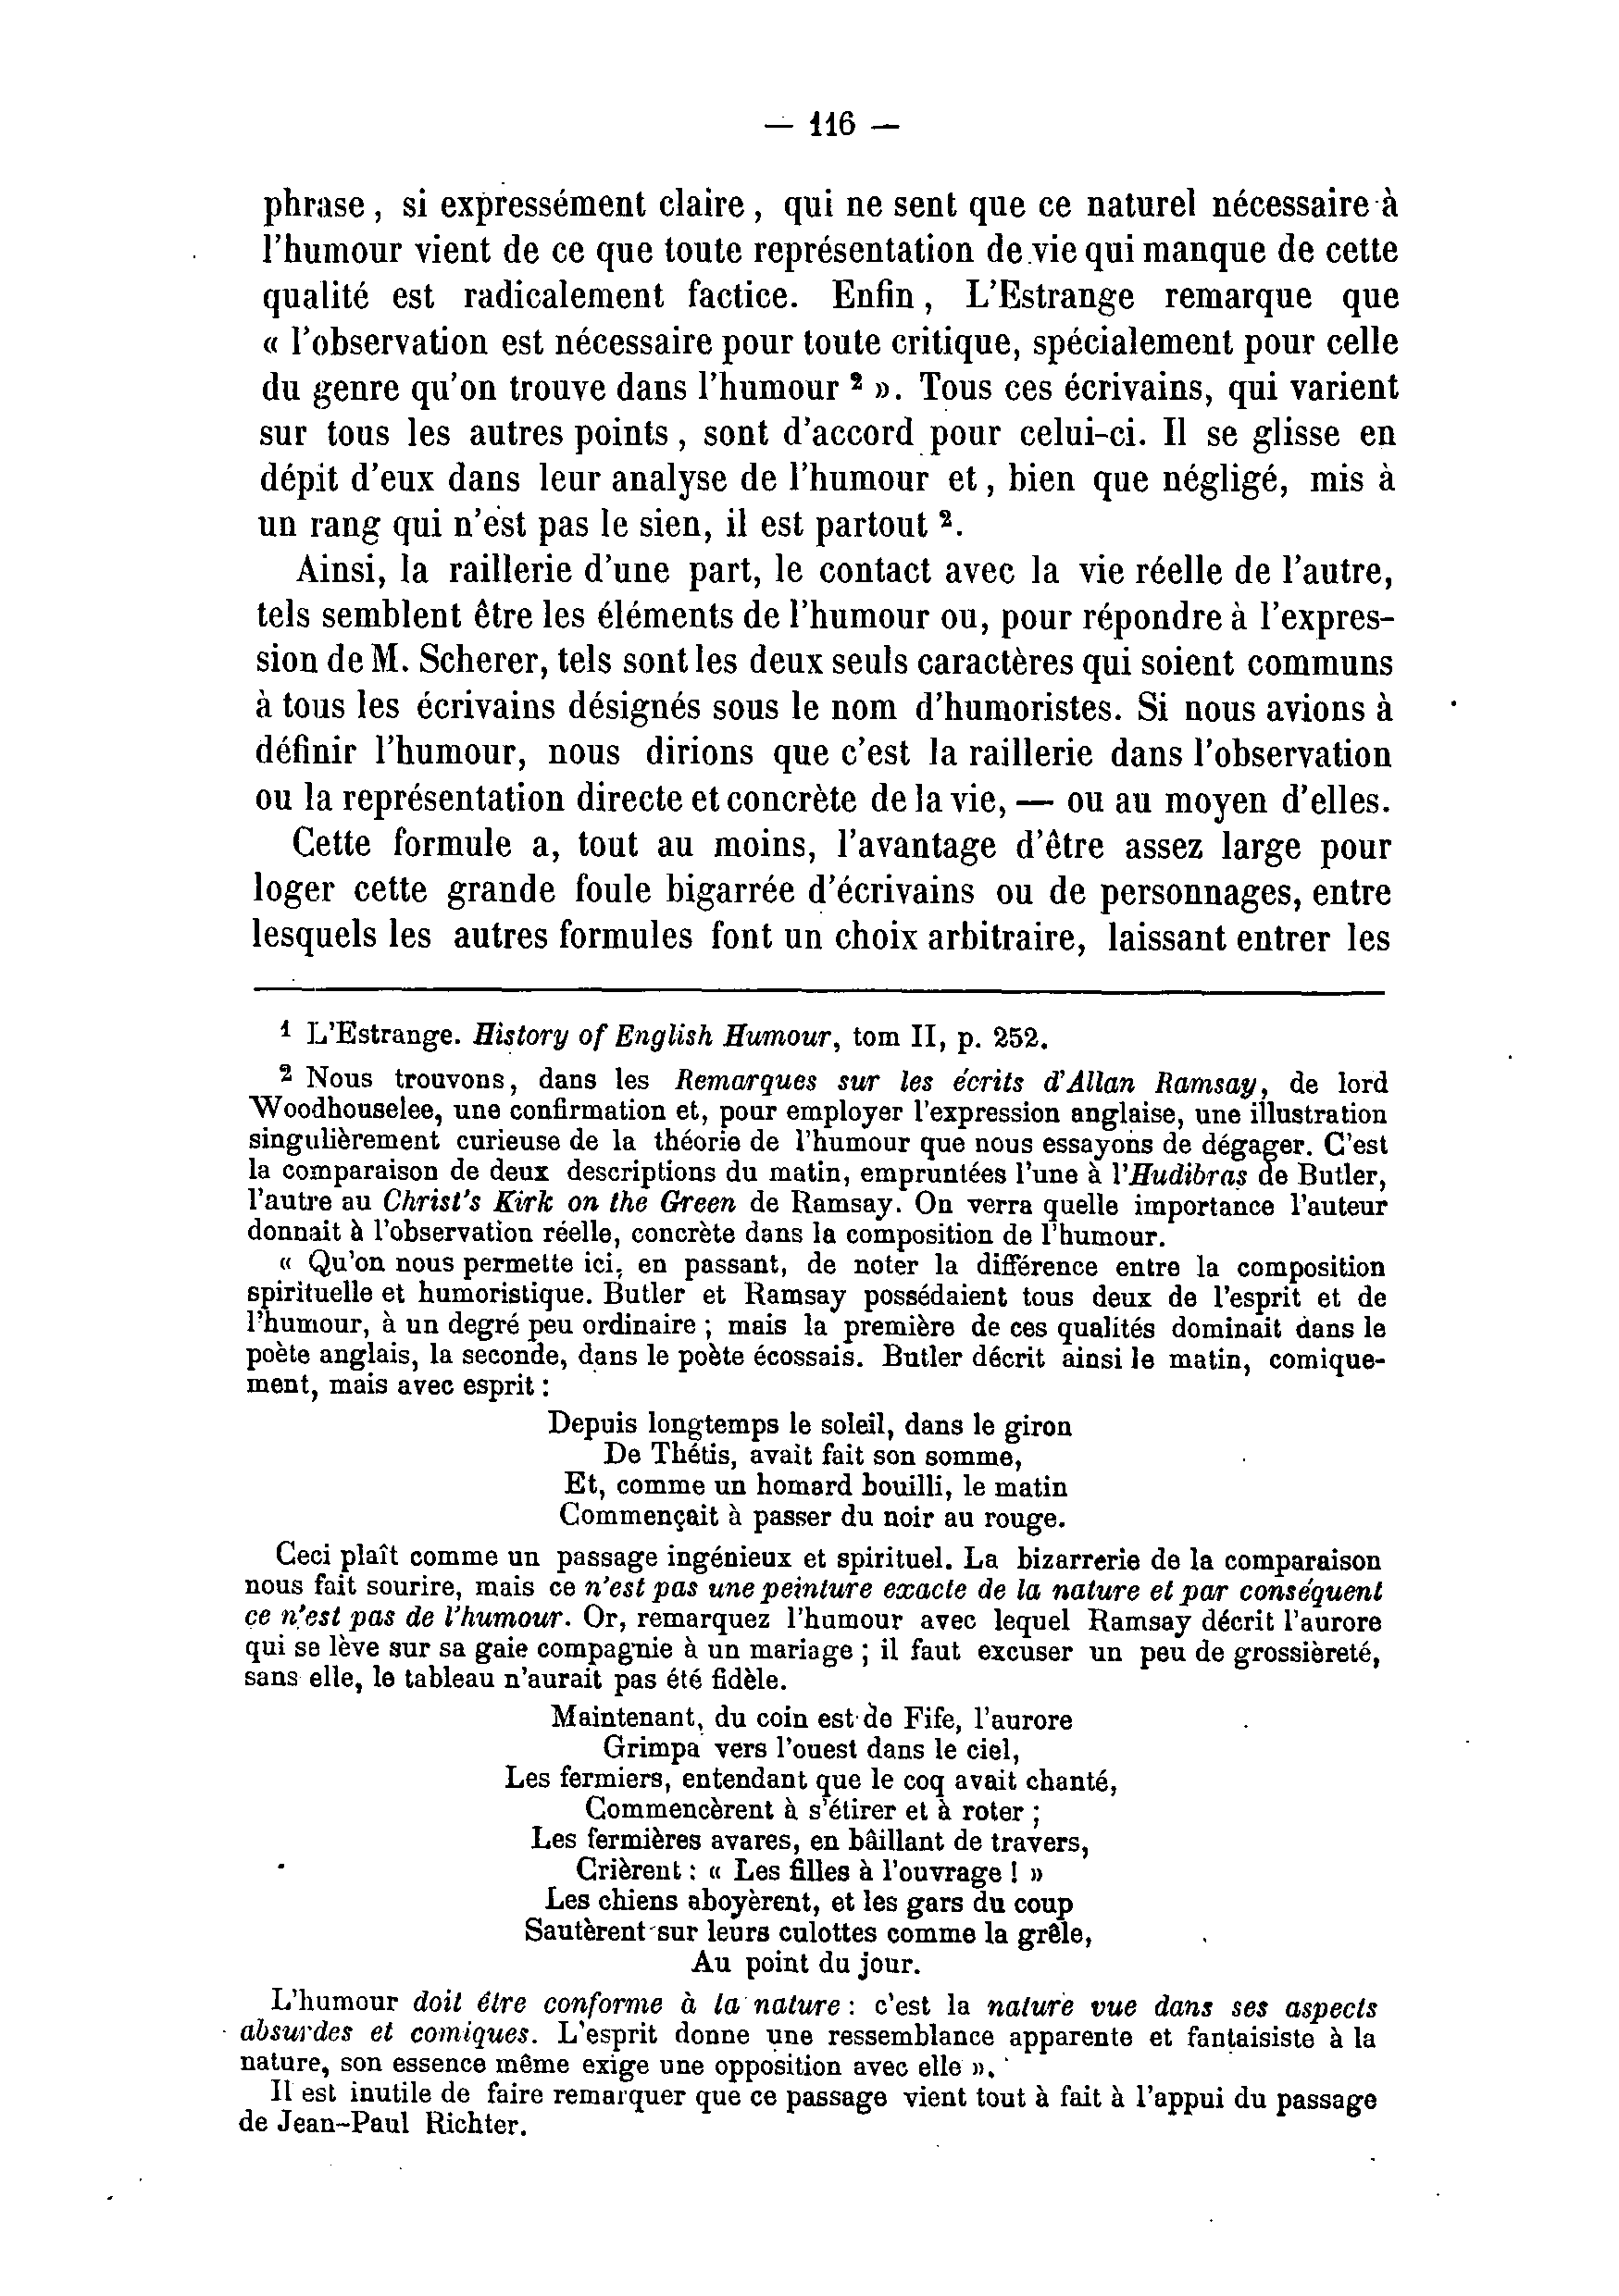 — 116 —
phrase, si expressément claire, qui ne sent que ce naturel nécessaire à
l'humour vient de ce que toute représentation de vie qui manque de cette
qualité est radicalement factice. Enfin, L'Estrange remarque que
« l'observation est nécessaire pour toute critique, spécialement pour celle
du genre qu'on trouve dans l'humour ² ». Tous ces écrivains, qui varient
sur tous les autres points, sont d'accord pour celui-ci. Il se glisse en
dépit d'eux dans leur analyse de l'humour et, bien que négligé, mis à
un rang qui n'est pas le sien, il est partout ².
Ainsi, la raillerie d'une part, le contact avec la vie réelle de l'autre,
tels semblent être les éléments de l'humour ou, pour répondre à l'expres-
sion de M. Scherer, tels sont les deux seuls caractères qui soient communs
à tous les écrivains désignés sous le nom d'humoristes. Si nous avions à
définir l'humour, nous dirions que c'est la raillerie dans l'observation
ou la représentation directe et concrète de la vie, — ou au moyen d'elles.
Cette formule a, tout au moins, l'avantage d'être assez large pour
loger cette grande foule bigarrée d'écrivains ou de personnages, entre
lesquels les autres formules font un choix arbitraire, laissant entrer les
¹ L'Estrange. History of English Humour, tom II, p. 252.
² Nous trouvons, dans les Remarques sur les écrits d'Allan Ramsay, de lord
Woodhouselee, une confirmation et, pour employer l'expression anglaise, une illustration
singulièrement curieuse de la théorie de l'humour que nous essayons de dégager. C'est
la comparaison de deux descriptions du matin, empruntées l'une à l'Hudibras de Butler,
l'autre au Christ's Kirk on the Green de Ramsay. On verra quelle importance l'auteur
donnait à l'observation réelle, concrète dans la composition de l'humour.
« Qu'on nous permette ici, en passant, de noter la différence entre la composition
spirituelle et humoristique. Butler et Ramsay possédaient tous deux de l'esprit et de
l'humour, à un degré peu ordinaire ; mais la première de ces qualités dominait dans le
poète anglais, la seconde, dans le poète écossais. Butler décrit ainsi le matin, comique-
ment, mais avec esprit :
Depuis longtemps le soleil, dans le giron
De Thétis, avait fait son somme,
Et, comme un homard bouilli, le matin
Commençait à passer du noir au rouge.
Ceci plaît comme un passage ingénieux et spirituel. La bizarrerie de la comparaison
nous fait sourire, mais ce n'est pas une peinture exacte de la nature et par conséquent
ce n'est pas de l'humour. Or, remarquez l'humour avec lequel Ramsay décrit l'aurore
qui se lève sur sa gaie compagnie à un mariage ; il faut excuser un peu de grossièreté,
sans elle, le tableau n'aurait pas été fidèle.
Maintenant, du coin est de Fife, l'aurore
Grimpa vers l'ouest dans le ciel,
Les fermiers, entendant que le coq avait chanté,
Commencèrent à s'étirer et à roter ;
Les fermières avares, en bâillant de travers,
Crièrent : « Les filles à l'ouvrage ! »
Les chiens aboyèrent, et les gars du coup
Sautèrent sur leurs culottes comme la grêle,
Au point du jour.
L'humour doit être conforme à la nature : c'est la nature vue dans ses aspects
absurdes et comiques. L'esprit donne une ressemblance apparente et fantaisiste à la
nature, son essence même exige une opposition avec elle ».
Il est inutile de faire remarquer que ce passage vient tout à fait à l'appui du passage
de Jean-Paul Richter.